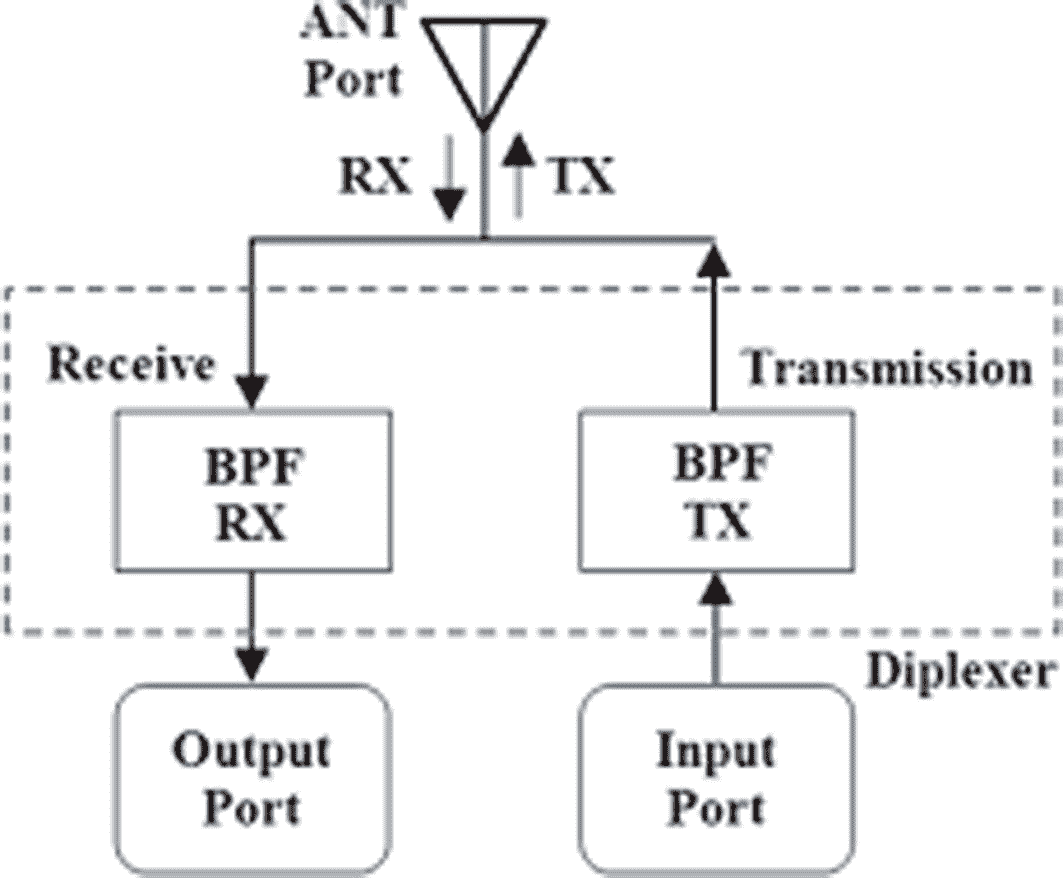 ANT
Port
RX
TX
Receive
Transmission
BPF
RX
BPF
TX
Diplexer
Output
Port
Input
Port